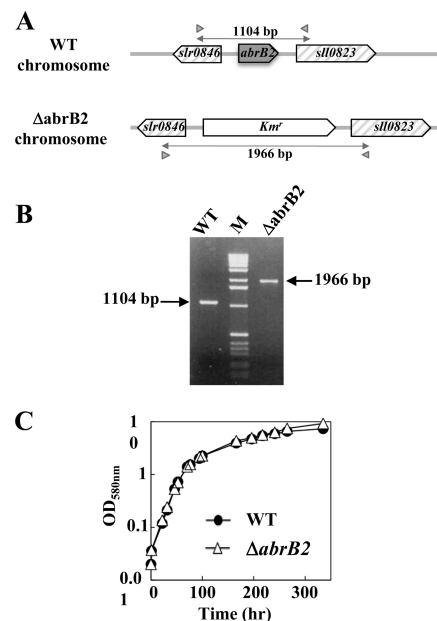 A
WT
chromosome
1104 bp
slr0846
abrB2
sll0823
ΔabrB2
chromosome
slr0846
Kmr
sll0823
1966 bp
B
WT
M
ΔabrB2
1104 bp
1966 bp
C
OD580nm
1
0
1
0.1
0.0
1
WT
ΔabrB2
0 100 200 300
Time (hr)